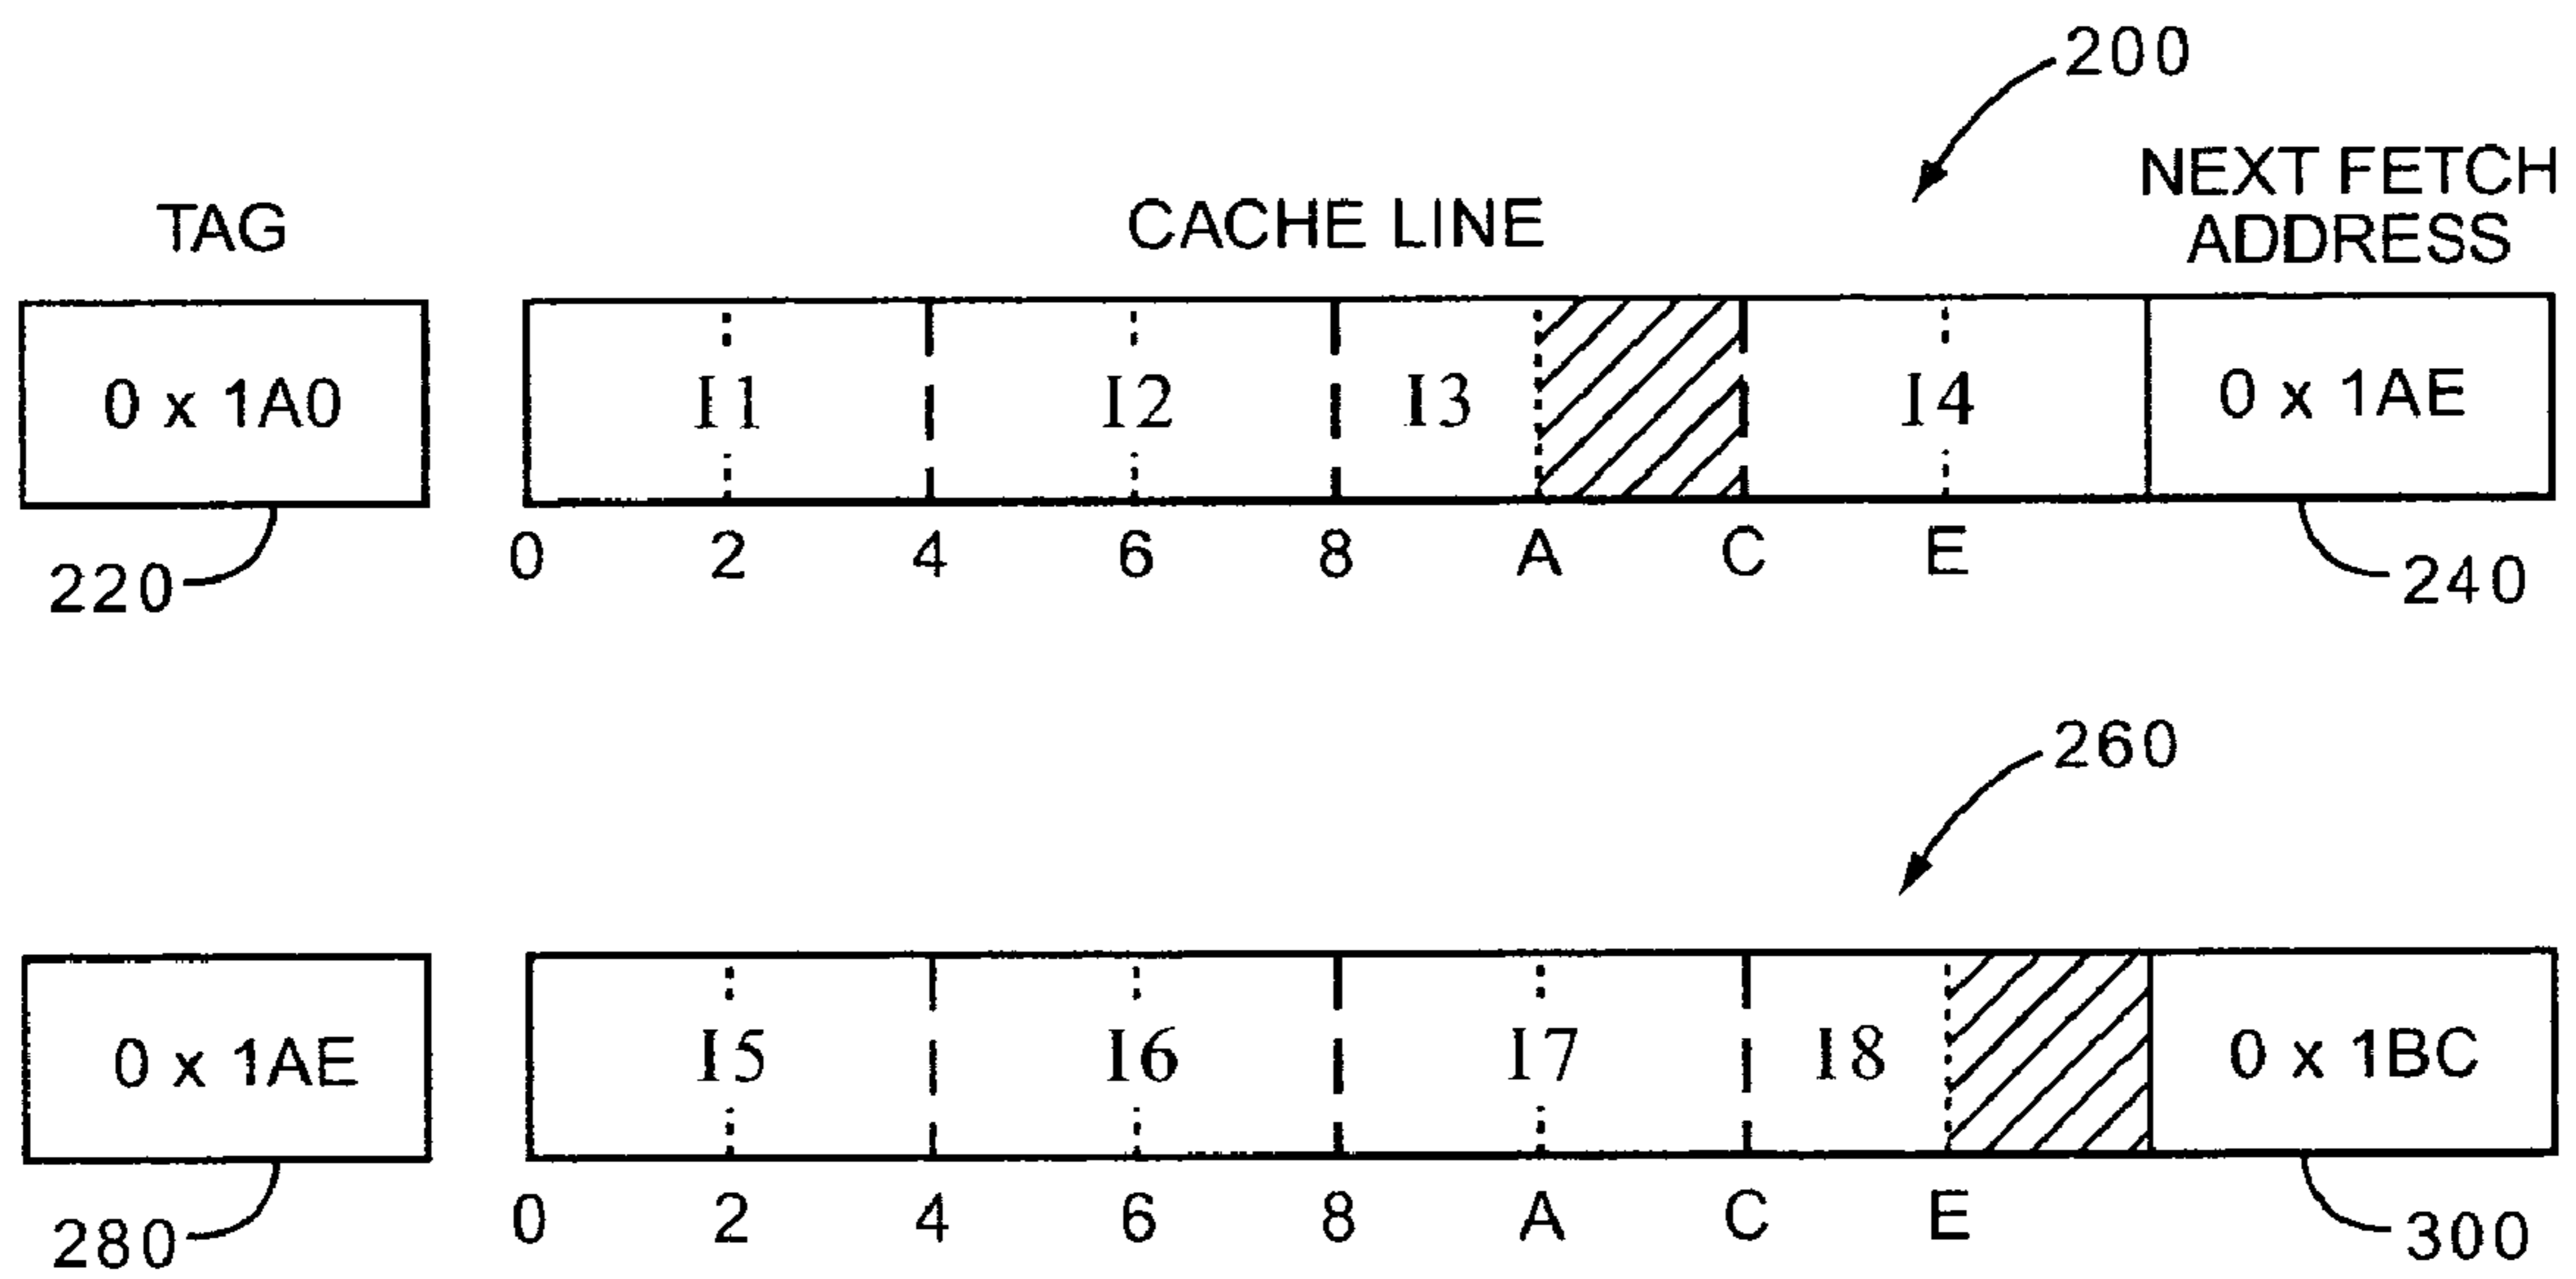 200
TAG
CACHE LINE
NEXT FETCH
ADDRESS
0 x 1A0
I1
I2
I3
I4
0 x 1AE
0 2 4 6 8 A C E
220
240
260
0 x 1AE
I5
I6
I7
I8
0 x 1BC
0 2 4 6 8 A C E
280
300